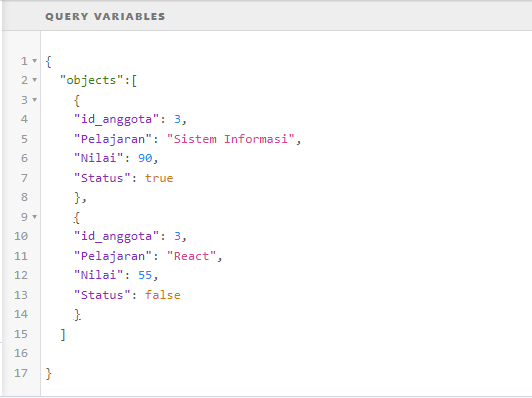 QUERY VARIABLES
1 {
2 "objects":[
3 {
4 "id_anggota": 3,
5 "Pelajaran": "Sistem Informasi",
6 "Nilai": 90,
7 "Status": true
8 },
9 {
10 "id_anggota": 3,
11 "Pelajaran": "React",
12 "Nilai": 55,
13 "Status": false
14 }
15 ]
16
17 }